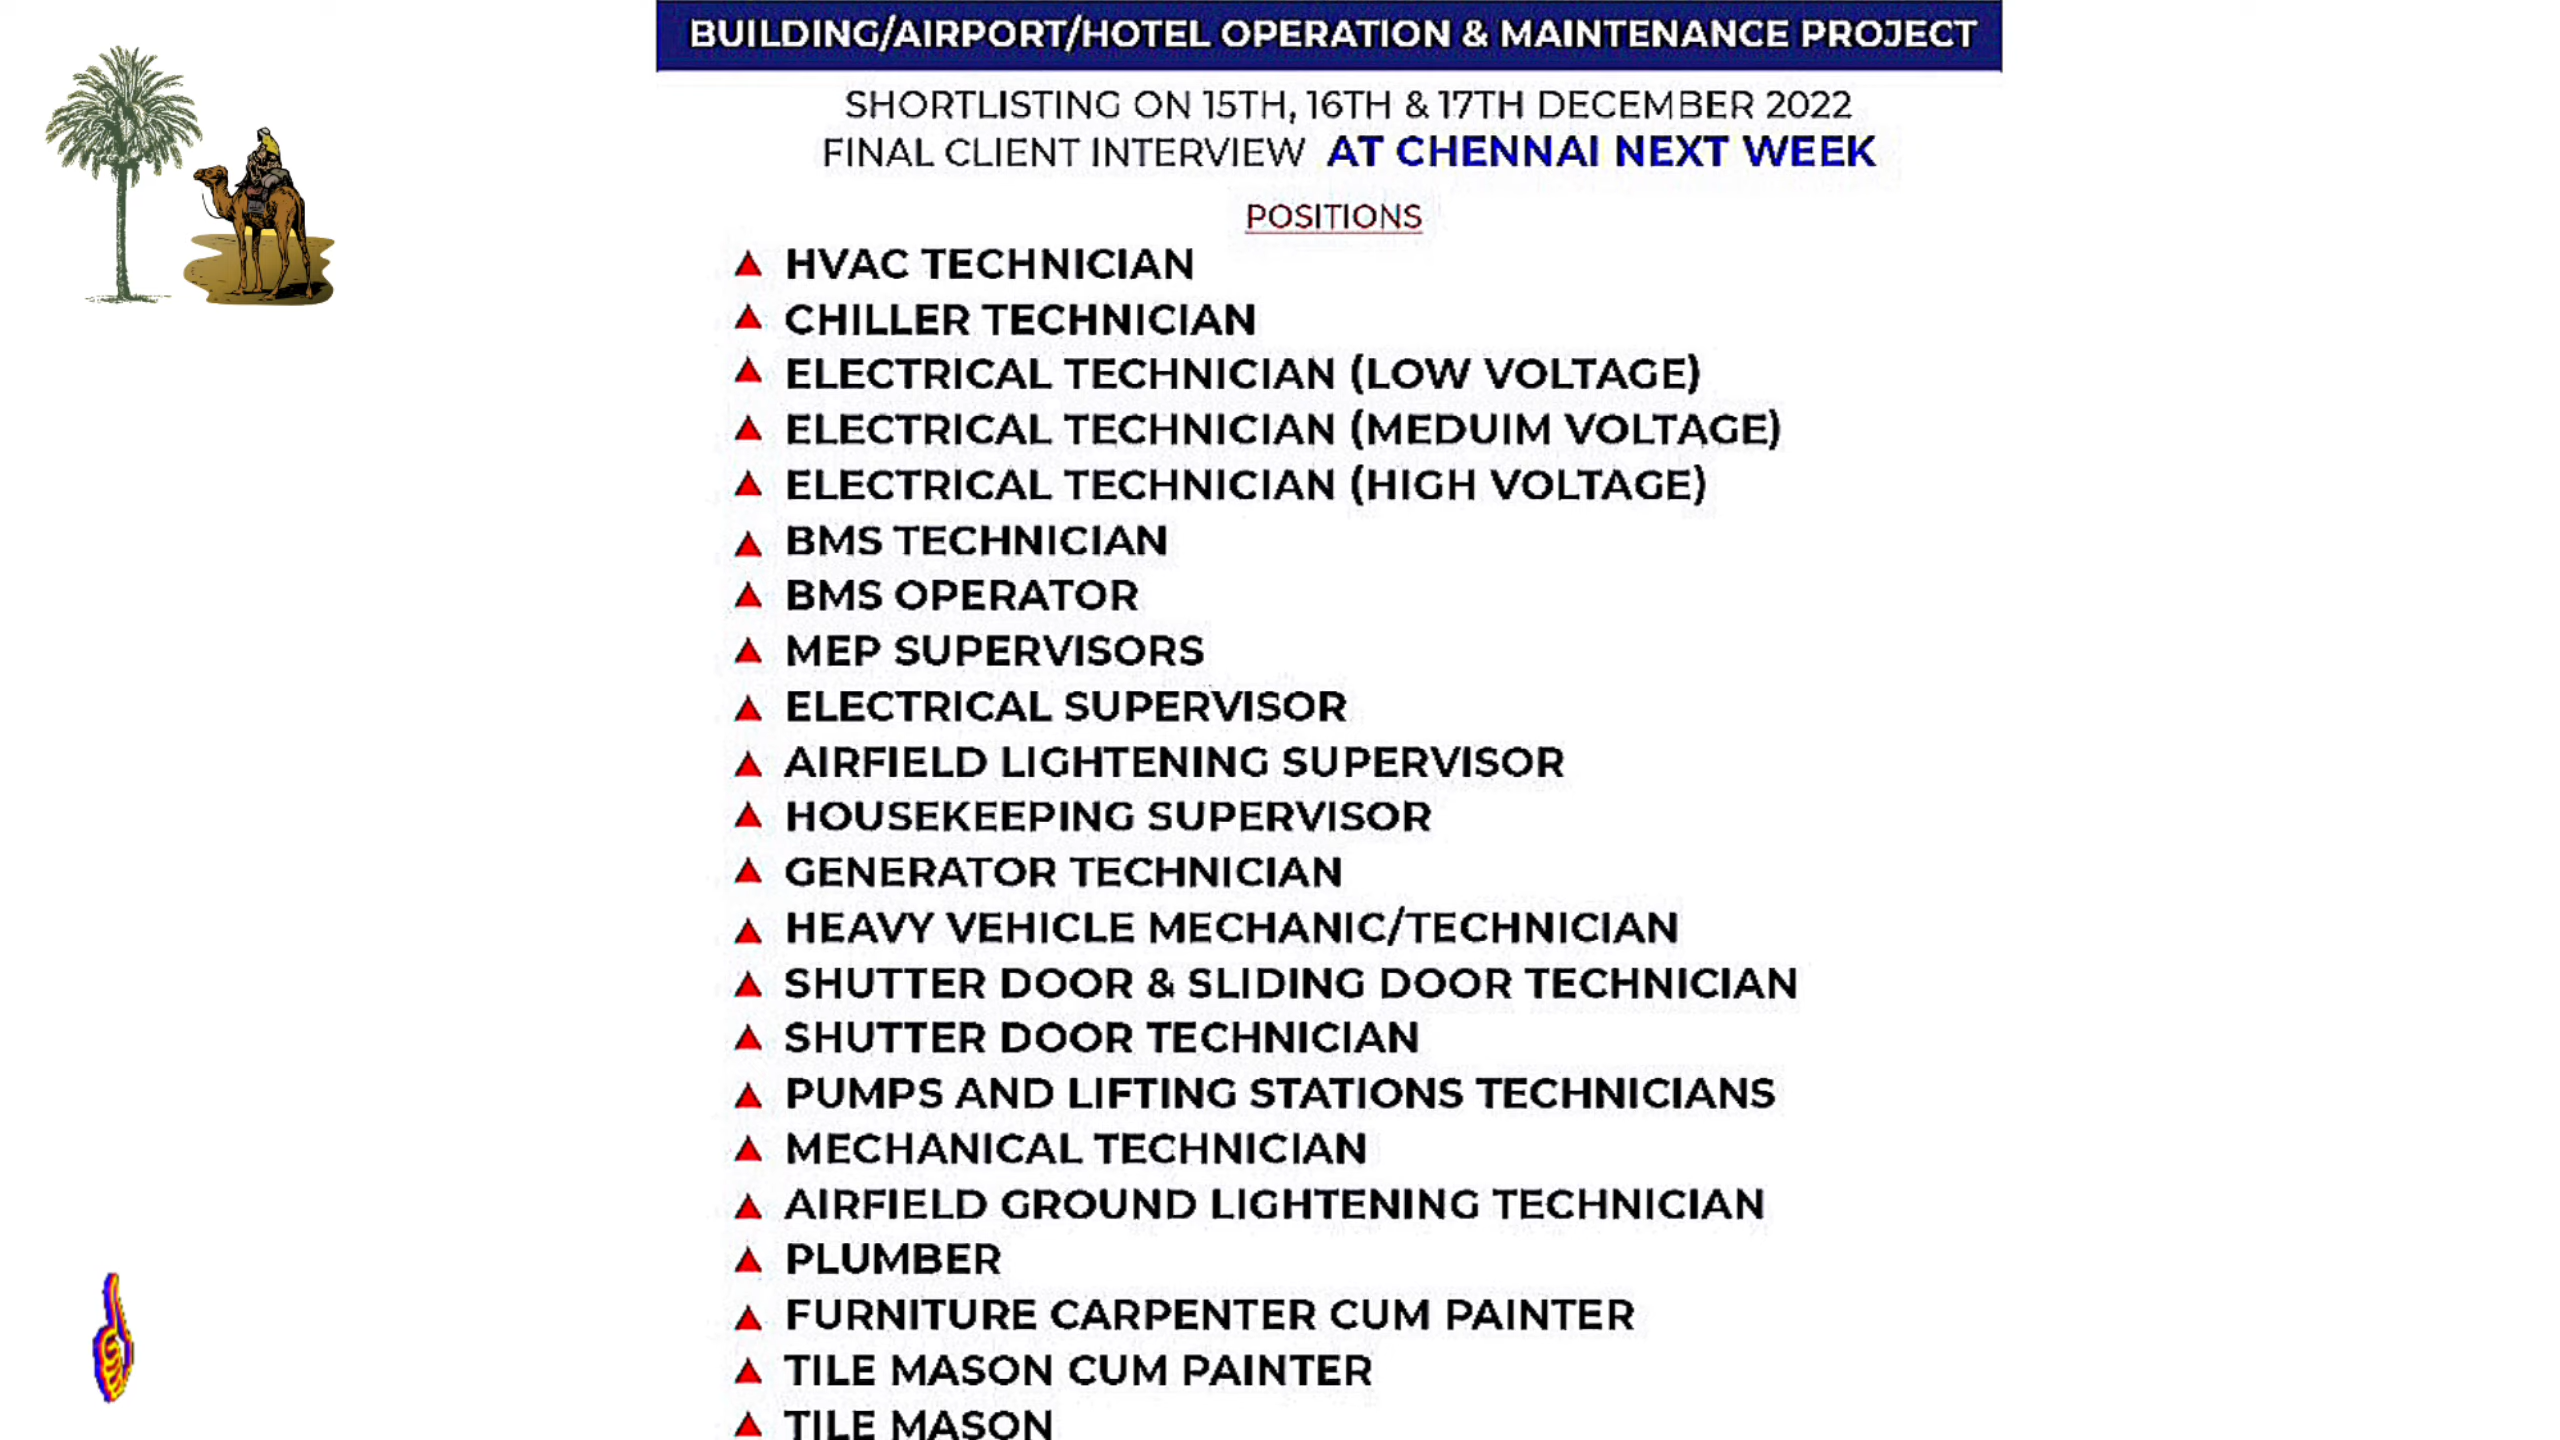 BUILDING/AIRPORT/HOTEL OPERATION & MAINTENANCE PROJECT
SHORTLISTING ON 15TH, 16TH & 17TH DECEMBER 2022
FINAL CLIENT INTERVIEW AT CHENNAI NEXT WEEK
POSITIONS
HVAC TECHNICIAN
CHILLER TECHNICIAN
ELECTRICAL TECHNICIAN (LOW VOLTAGE)
ELECTRICAL TECHNICIAN (MEDUIM VOLTAGE)
ELECTRICAL TECHNICIAN (HIGH VOLTAGE)
BMS TECHNICIAN
BMS OPERATOR
MEP SUPERVISORS
ELECTRICAL SUPERVISOR
AIRFIELD LIGHTENING SUPERVISOR
HOUSEKEEPING SUPERVISOR
GENERATOR TECHNICIAN
HEAVY VEHICLE MECHANIC/TECHNICIAN
SHUTTER DOOR & SLIDING DOOR TECHNICIAN
SHUTTER DOOR TECHNICIAN
PUMPS AND LIFTING STATIONS TECHNICIANS
MECHANICAL TECHNICIAN
AIRFIELD GROUND LIGHTENING TECHNICIAN
PLUMBER
FURNITURE CARPENTER CUM PAINTER
TILE MASON CUM PAINTER
TILE MASON